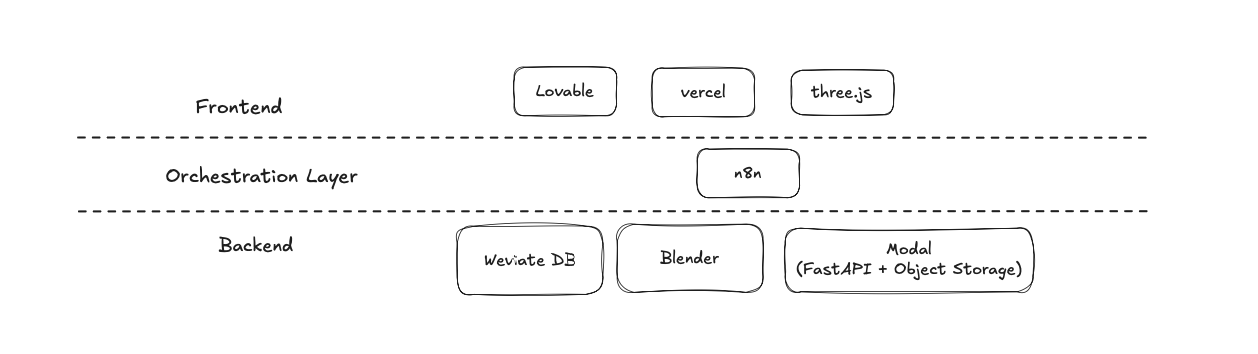 Lovable
vercel
three.js
Frontend
n8n
Orchestration Layer
Backend
Weviate DB
Blender
Modal
(FastAPI + Object Storage)